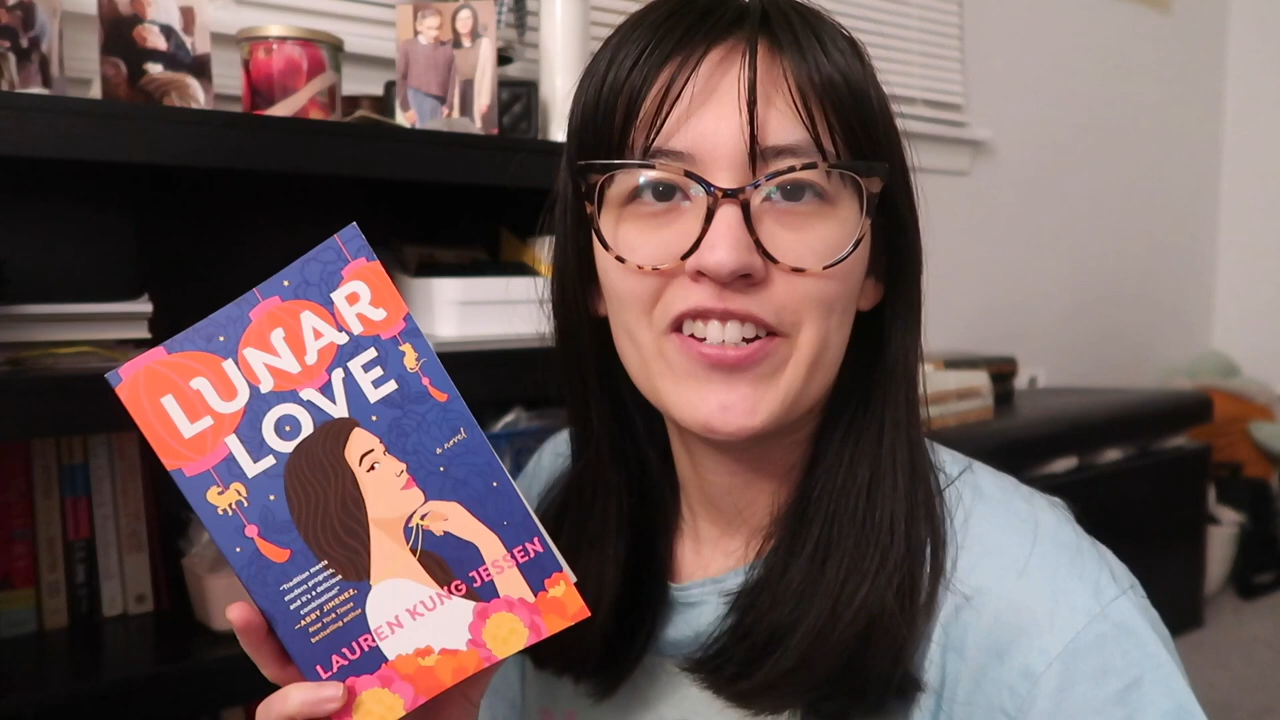 LUNAR
LOVE
a novel
"Tradition meets
modern progress,
and it's a delicious
combination!"
—ABBY JIMENEZ,
New York Times
bestselling author
LAUREN KUNG JESSEN